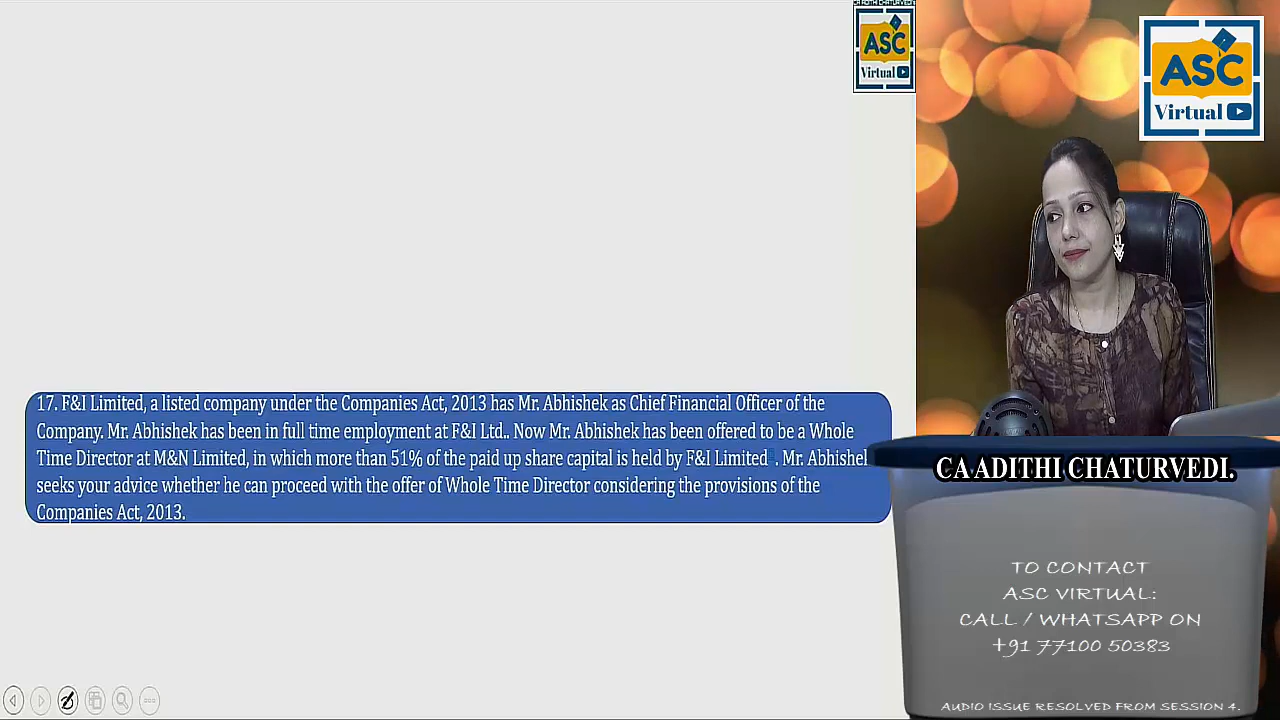 CA ADITHI CHATURVEDI
ASC
Virtual
ASC
Virtual
17. F&I Limited, a listed company under the Companies Act, 2013 has Mr. Abhishek as Chief Financial Officer of the
Company. Mr. Abhishek has been in full time employment at F&I Ltd.. Now Mr. Abhishek has been offered to be a Whole
Time Director at M&N Limited, in which more than 51% of the paid up share capital is held by F&I Limited . Mr. Abhishel
seeks your advice whether he can proceed with the offer of Whole Time Director considering the provisions of the
Companies Act, 2013.
CA ADITHI CHATURVEDI.
TO CONTACT
ASC VIRTUAL:
CALL / WHATSAPP ON
+91 77100 50383
AUDIO ISSUE RESOLVED FROM SESSION 4.